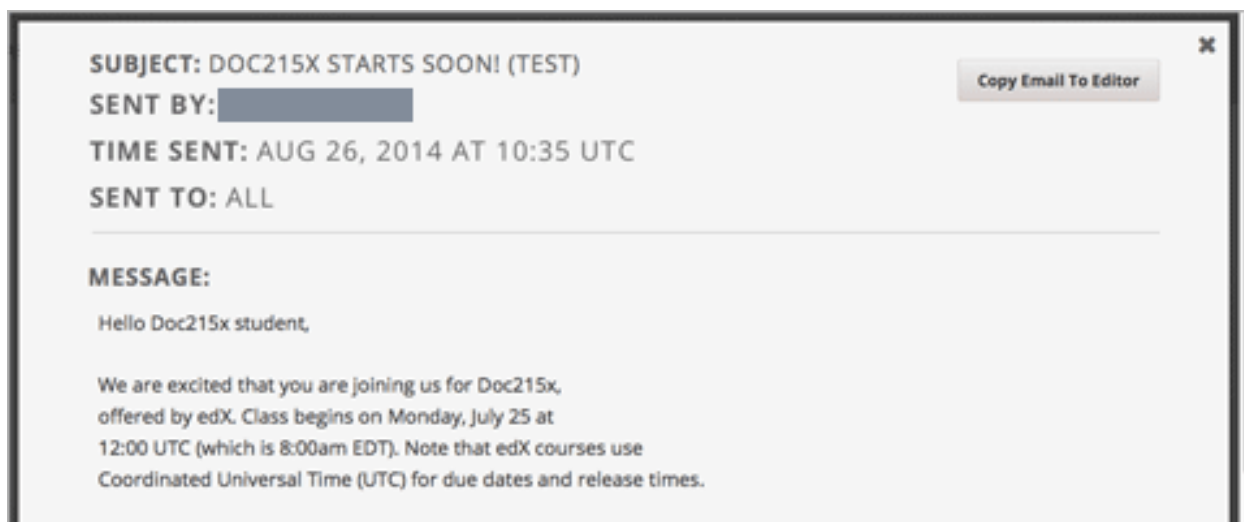 SUBJECT: DOC215X STARTS SOON! (TEST)
Copy Email To Editor
SENT BY:
TIME SENT: AUG 26, 2014 AT 10:35 UTC
SENT TO: ALL
MESSAGE:
Hello Doc215x student,
We are excited that you are joining us for Doc215x,
offered by edX. Class begins on Monday, July 25 at
12:00 UTC (which is 8:00am EDT). Note that edX courses use
Coordinated Universal Time (UTC) for due dates and release times.